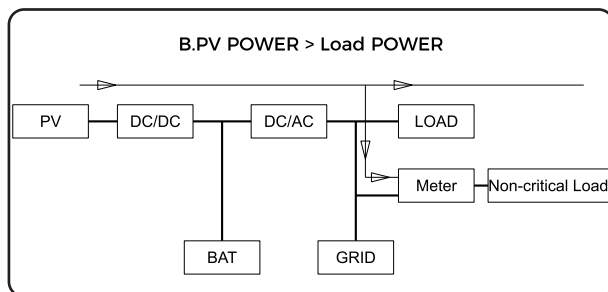 B.PV POWER > Load POWER
PV
DC/DC
DC/AC
LOAD
Meter
Non-critical Load
BAT
GRID